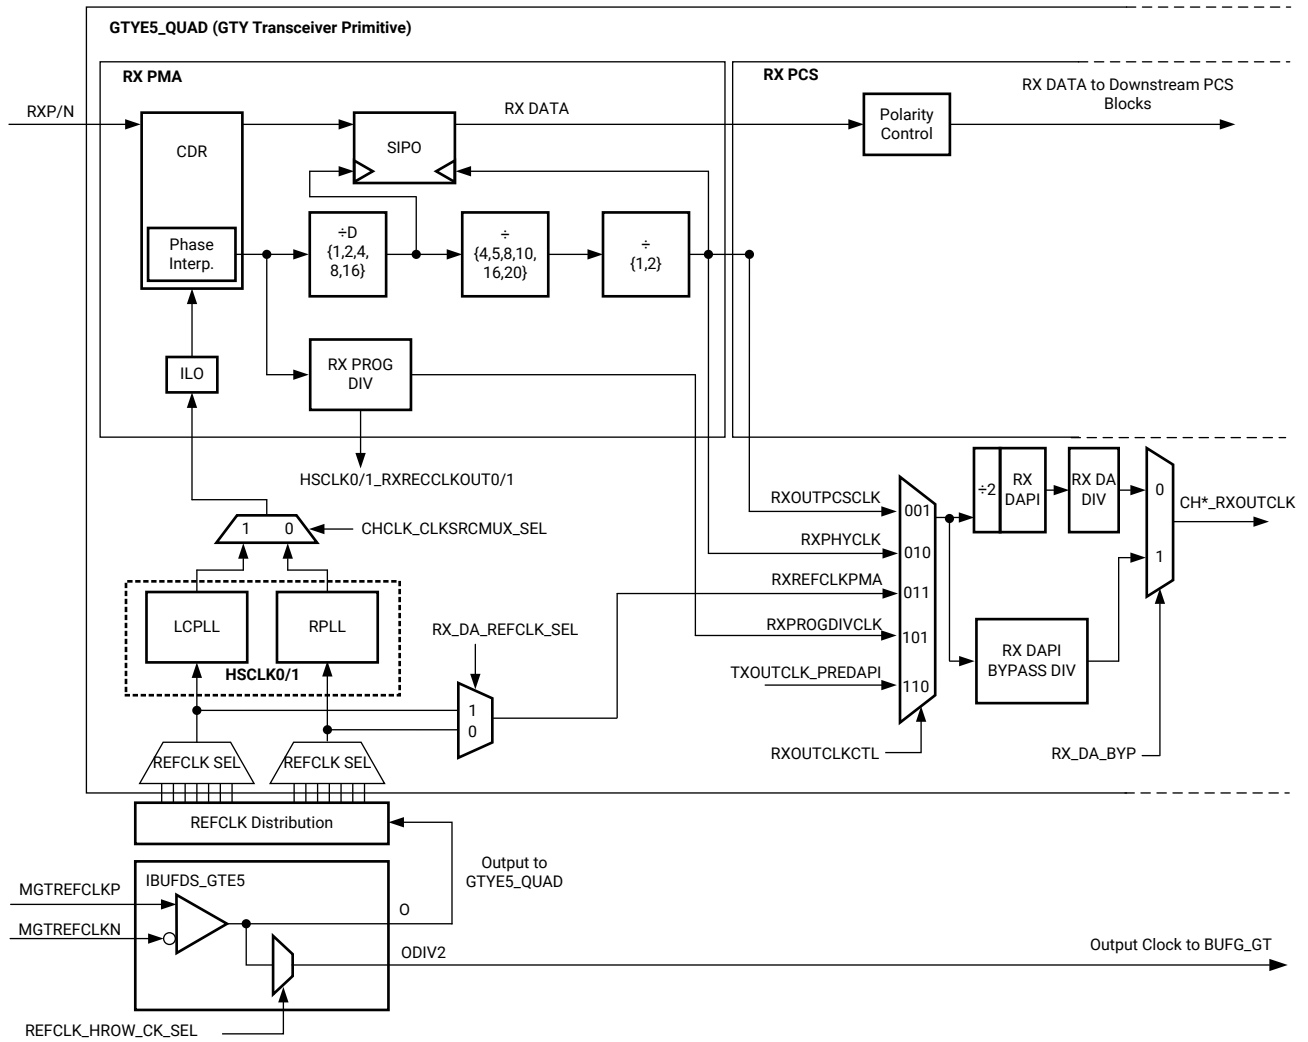 GTYE5_QUAD (GTY Transceiver Primitive)
RX PMA
RX PCS
RX DATA to Downstream PCS
Blocks
RXP/N
RX DATA
CDR
SIPO
Polarity
Control
Phase
Interp.
÷D
{1,2,4,
8,16}
÷
{4,5,8,10,
16,20}
÷
{1,2}
ILO
RX PROG
DIV
HSCLK0/1_RXRECCLKOUT0/1
1
0
CHCLK_CLKSRCMUX_SEL
RXOUTPCSCLK
001
RXPHYCLK
010
RXREFCLKPMA
011
RXPROGDIVCLK
101
TXOUTCLK_PREDAPI
110
RXOUTCLKCTL
÷2
RX
DAPI
RX DA
DIV
0
1
CH*_RXOUTCLK
RX DAPI
BYPASS DIV
RX_DA_BYP
LCPLL
RPLL
HSCLK0/1
RX_DA_REFCLK_SEL
1
0
REFCLK SEL
REFCLK SEL
REFCLK Distribution
Output to
GTYE5_QUAD
IBUFDS_GTE5
MGTREFCLKP
MGTREFCLKN
O
ODIV2
Output Clock to BUFG_GT
REFCLK_HROW_CK_SEL